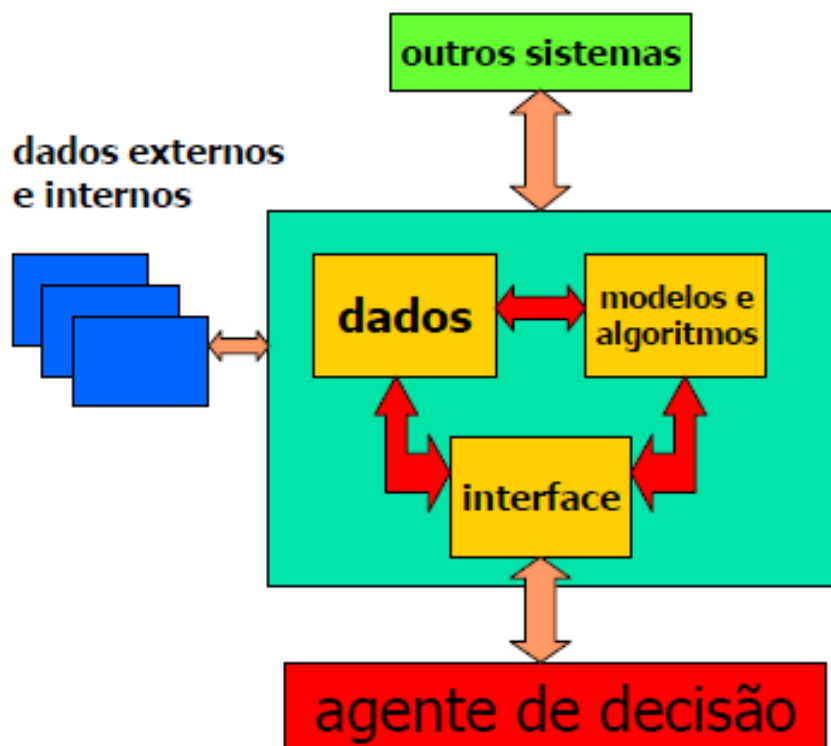 outros sistemas
dados externos
e internos
dados
modelos e
algoritmos
interface
agente de decisão